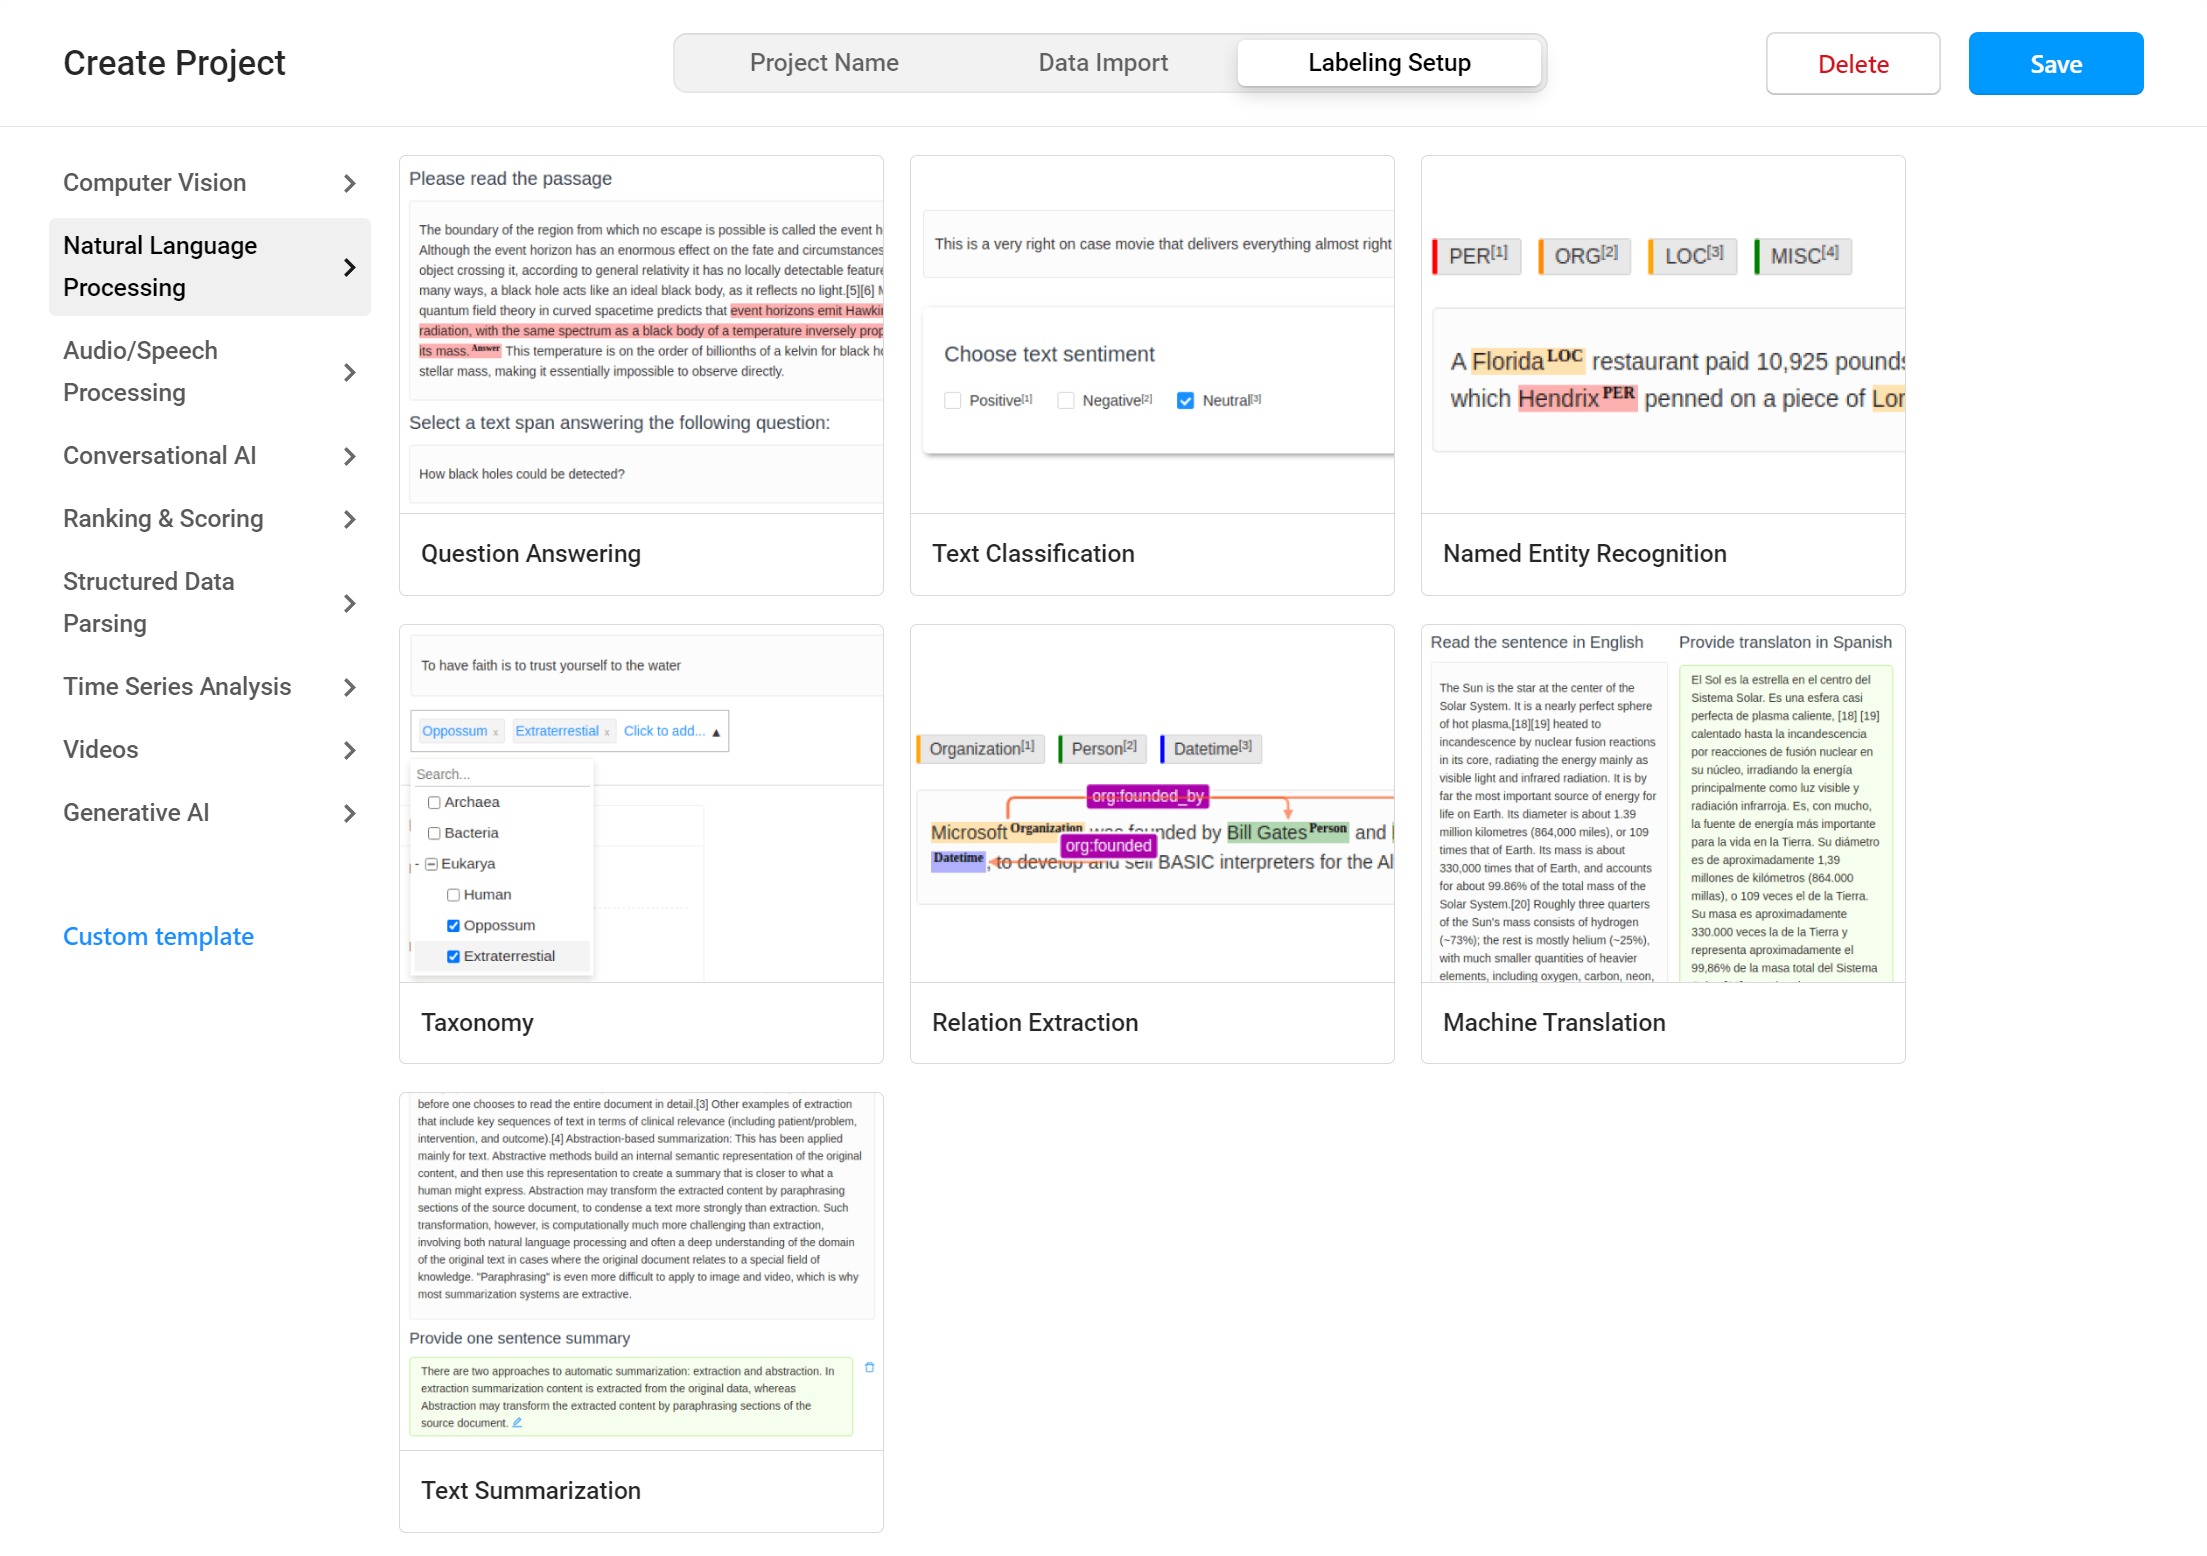 Create Project
Project Name
Data Import
Labeling Setup
Delete
Save
Computer Vision
Natural Language
Processing
Audio/Speech
Processing
Conversational AI
Ranking & Scoring
Structured Data
Parsing
Time Series Analysis
Videos
Generative AI
Custom template
Please read the passage
The boundary of the region from which no escape is possible is called the event
Although the event horizon has an enormous effect on the fate and circumstances
object crossing it, according to general relativity it has no locally detectable
many ways, a black hole acts like an ideal black body, as it reflects no light.[5][6]
quantum field theory in curved spacetime predicts that event horizons emit
radiation, with the same spectrum as a black body of a temperature inversely
its mass. Answer This temperature is on the order of billionths of a kelvin for black
stellar mass, making it essentially impossible to observe directly.
Select a text span answering the following question:
How black holes could be detected?
Question Answering
This is a very right on case movie that delivers everything almost right
Choose text sentiment
Positive[1] Negative[2] Neutral[3]
Text Classification
PER[1] ORG[2] LOC[3] MISC[4]
A Florida LOC restaurant paid 10,925 pounds
which Hendrix PER penned on a piece of
Named Entity Recognition
To have faith is to trust yourself to the water
Oppossum x Extraterrestial x Click to add...
Search...
Archaea
Bacteria
Eukarya
Human
Oppossum
Extraterrestial
Taxonomy
Organization[1] Person[2] Datetime[3]
org:founded_by
Microsoft Organization was founded by Bill Gates Person and
org:founded
Datetime , to develop and sell BASIC interpreters for the
Relation Extraction
Read the sentence in English
The Sun is the star at the center of the
Solar System. It is a nearly perfect sphere
of hot plasma,[18][19] heated to
incandescence by nuclear fusion reactions
in its core, radiating the energy mainly as
visible light and infrared radiation. It is by
far the most important source of energy for
life on Earth. Its diameter is about 1.39
million kilometres (864,000 miles), or 109
times that of Earth. Its mass is about
330,000 times that of Earth, and accounts
for about 99.86% of the total mass of the
Solar System.[20] Roughly three quarters
of the Sun's mass consists of hydrogen
(~73%); the rest is mostly helium (~25%),
with much smaller quantities of heavier
elements, including oxygen, carbon, neon,
Provide translaton in Spanish
El Sol es la estrella en el centro del
Sistema Solar. Es una esfera casi
perfecta de plasma caliente, [18] [19]
calentado hasta la incandescencia
por reacciones de fusión nuclear en
su núcleo, irradiando la energía
principalmente como luz visible y
radiación infrarroja. Es, con mucho,
la fuente de energía más importante
para la vida en la Tierra. Su diámetro
es de aproximadamente 1,39
millones de kilómetros (864.000
millas), o 109 veces el de la Tierra.
Su masa es aproximadamente
330.000 veces la de la Tierra y
representa aproximadamente el
99,86% de la masa total del Sistema
Machine Translation
before one chooses to read the entire document in detail.[3] Other examples of extraction
that include key sequences of text in terms of clinical relevance (including patient/problem,
intervention, and outcome).[4] Abstraction-based summarization: This has been applied
mainly for text. Abstractive methods build an internal semantic representation of the original
content, and then use this representation to create a summary that is closer to what a
human might express. Abstraction may transform the extracted content by paraphrasing
sections of the source document, to condense a text more strongly than extraction. Such
transformation, however, is computationally much more challenging than extraction,
involving both natural language processing and often a deep understanding of the domain
of the original text in cases where the original document relates to a special field of
knowledge. "Paraphrasing" is even more difficult to apply to image and video, which is why
most summarization systems are extractive.
Provide one sentence summary
There are two approaches to automatic summarization: extraction and abstraction. In
extraction summarization content is extracted from the original data, whereas
Abstraction may transform the extracted content by paraphrasing sections of the
source document.
Text Summarization